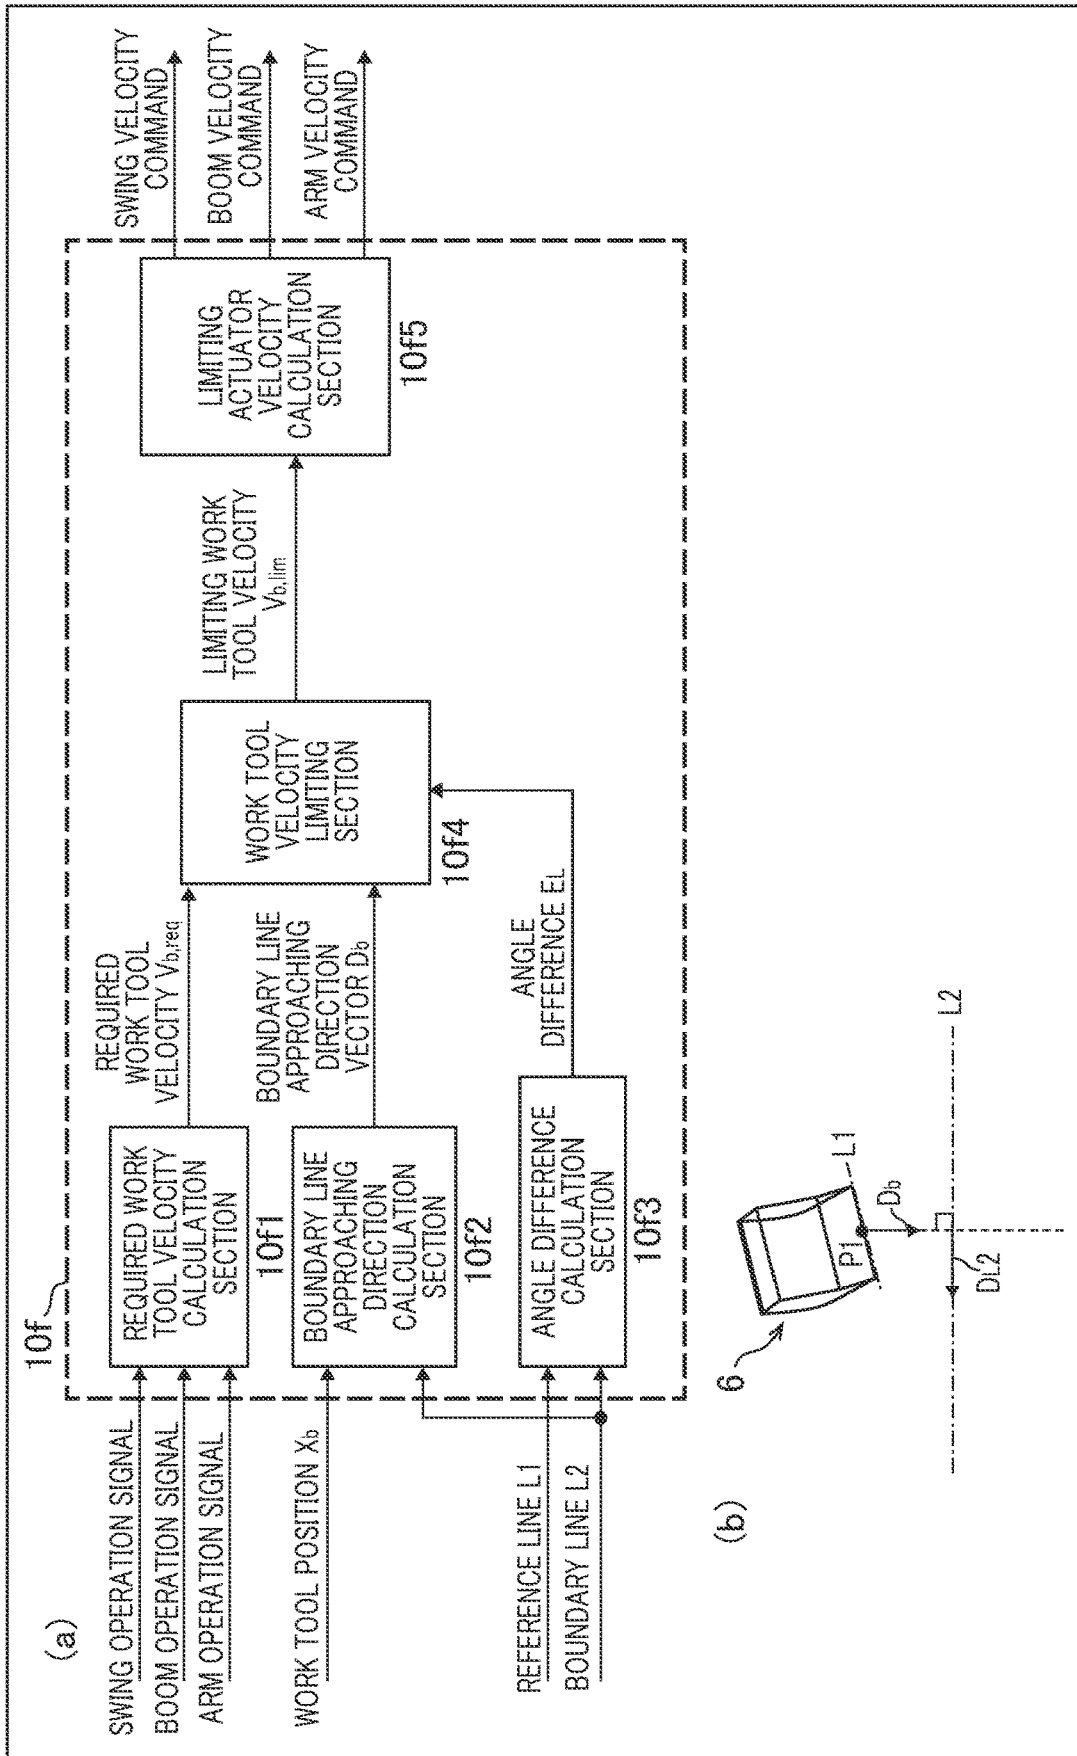 (a)
10f
SWING OPERATION SIGNAL
BOOM OPERATION SIGNAL
ARM OPERATION SIGNAL
WORK TOOL POSITION Xb
REFERENCE LINE L1
BOUNDARY LINE L2
REQUIRED WORK
TOOL VELOCITY
CALCULATION
SECTION
10f1
BOUNDARY LINE
APPROACHING
DIRECTION
CALCULATION
SECTION
10f2
ANGLE DIFFERENCE
CALCULATION
SECTION
10f3
REQUIRED
WORK TOOL
VELOCITY Vb,req
BOUNDARY LINE
APPROACHING
DIRECTION
VECTOR Db
ANGLE
DIFFERENCE EL
WORK TOOL
VELOCITY
LIMITING
SECTION
10f4
LIMITING WORK
TOOL VELOCITY
Vb,lim
LIMITING
ACTUATOR
VELOCITY
CALCULATION
SECTION
10f5
SWING VELOCITY
COMMAND
BOOM VELOCITY
COMMAND
ARM VELOCITY
COMMAND
(b)
6
P1
L1
Db
DL2
L2